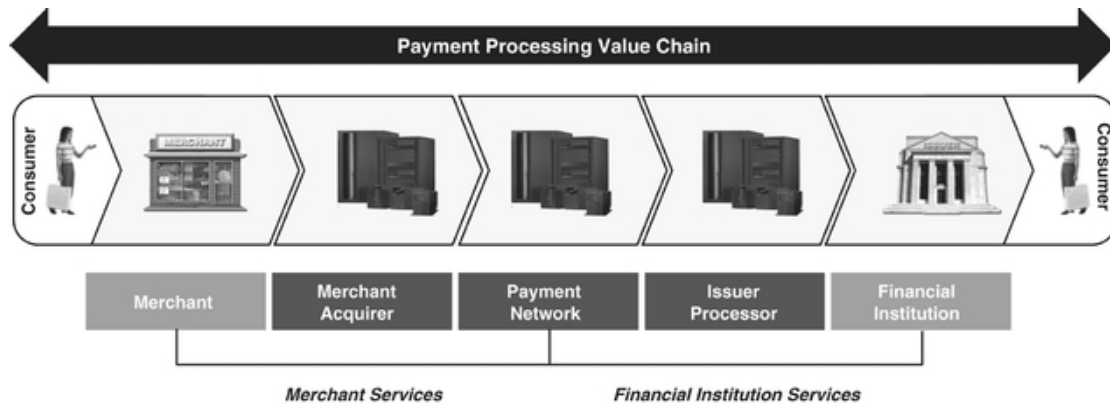 Payment Processing Value Chain
Consumer
MERCHANT
ISSUER
Consumer
Merchant
Merchant
Acquirer
Payment
Network
Issuer
Processor
Financial
Institution
Merchant Services
Financial Institution Services